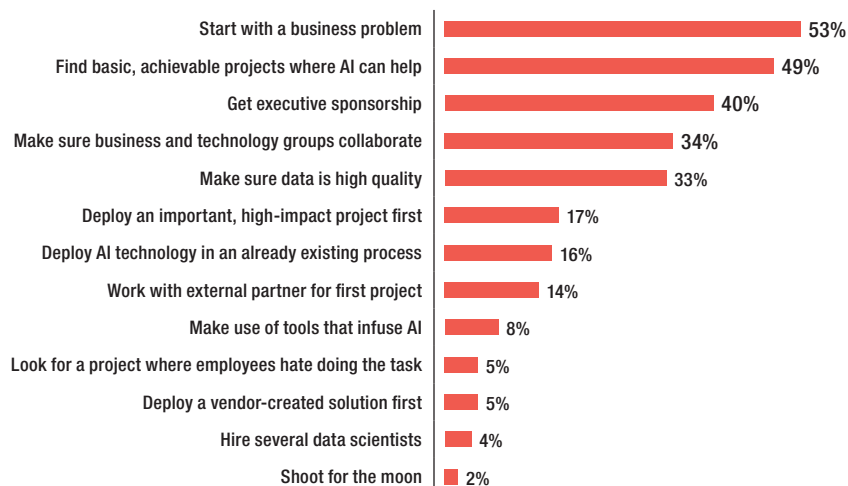 Start with a business problem 53%
Find basic, achievable projects where AI can help 49%
Get executive sponsorship 40%
Make sure business and technology groups collaborate 34%
Make sure data is high quality 33%
Deploy an important, high-impact project first 17%
Deploy AI technology in an already existing process 16%
Work with external partner for first project 14%
Make use of tools that infuse AI 8%
Look for a project where employees hate doing the task 5%
Deploy a vendor-created solution first 5%
Hire several data scientists 4%
Shoot for the moon 2%